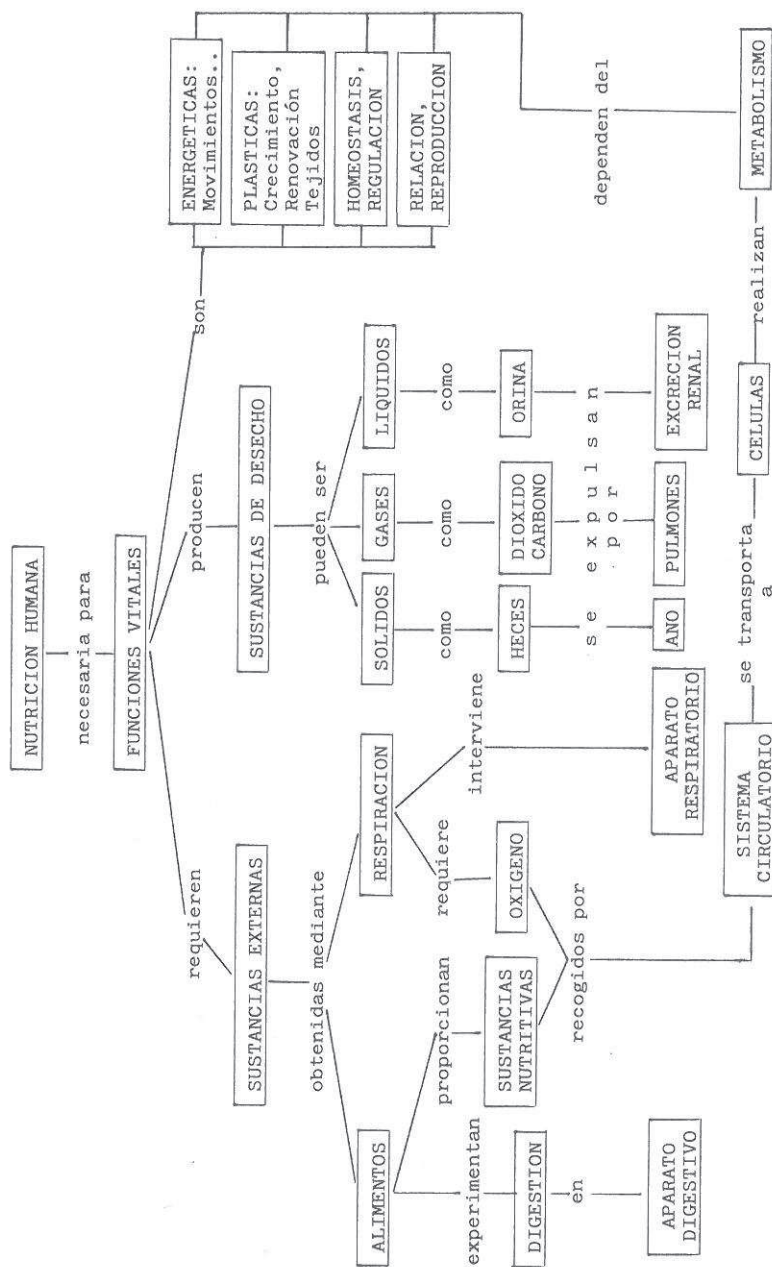 NUTRICION HUMANA
necesaria para
FUNCIONES VITALES
requieren
producen
son
SUSTANCIAS EXTERNAS
SUSTANCIAS DE DESECHO
ENERGETICAS:
Movimientos..
PLASTICAS:
Crecimiento,
Renovación
Tejidos
HOMEOSTASIS,
REGULACION
RELACION,
REPRODUCCION
obtenidas mediante
pueden ser
ALIMENTOS
RESPIRACION
SOLIDOS
GASES
LIQUIDOS
experimentan
proporcionan
requiere
interviene
como
como
como
DIGESTION
SUSTANCIAS
NUTRITIVAS
OXIGENO
HECES
DIOXIDO
CARBONO
ORINA
en
recogidos por
se expulsan
por
dependen del
APARATO
DIGESTIVO
APARATO
RESPIRATORIO
ANO
PULMONES
EXCRECION
RENAL
SISTEMA
CIRCULATORIO
se transporta
a
CELULAS
realizan
METABOLISMO